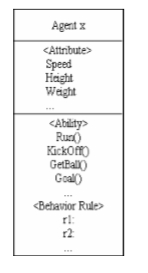 Agent x
<Attribute>
Speed
Height
Weight
...
<Ability>
Run()
KickOff()
GetBall()
Goal()
...
<Behavior Rule>
r1:
r2:
...